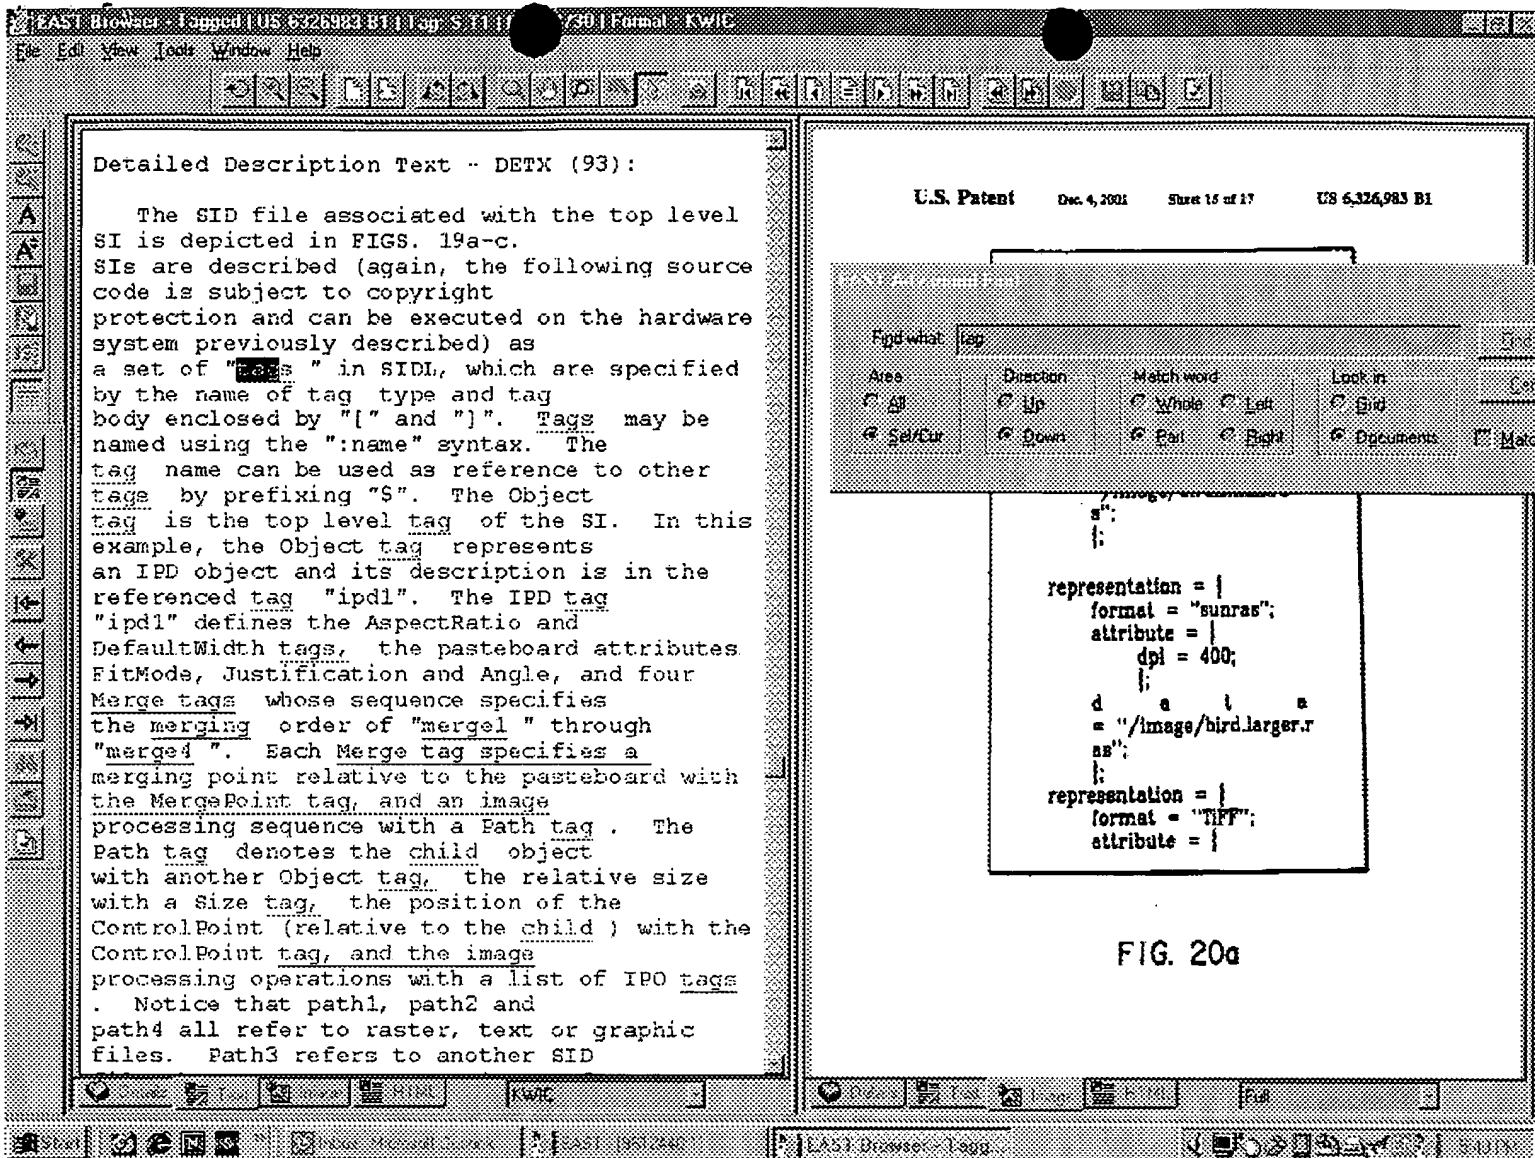 EAST Browser - Tagged | US 6326983 B1 | Tag: S T1 | /30 | Format : KWIC
File Edit View Tools Window Help
Detailed Description Text - DETX (93):
The SID file associated with the top level
SI is depicted in FIGS. 19a-c.
SIs are described (again, the following source
code is subject to copyright
protection and can be executed on the hardware
system previously described) as
a set of "tags " in SIDL, which are specified
by the name of tag type and tag
body enclosed by "[" and "]". Tags may be
named using the ":name" syntax. The
tag name can be used as reference to other
tags by prefixing "$". The Object
tag is the top level tag of the SI. In this
example, the Object tag represents
an IPD object and its description is in the
referenced tag "ipd1". The IPD tag
"ipd1" defines the AspectRatio and
DefaultWidth tags, the pasteboard attributes
FitMode, Justification and Angle, and four
Merge tags whose sequence specifies
the merging order of "merge1 " through
"merge4 ". Each Merge tag specifies a
merging point relative to the pasteboard with
the MergePoint tag, and an image
processing sequence with a Path tag . The
Path tag denotes the child object
with another Object tag, the relative size
with a Size tag, the position of the
ControlPoint (relative to the child ) with the
ControlPoint tag, and the image
processing operations with a list of IPO tags
. Notice that path1, path2 and
path4 all refer to raster, text or graphic
files. Path3 refers to another SID
KWIC
U.S. Patent Dec. 4, 2001 Sheet 15 of 17 US 6,326,983 B1
Find what: tag
Area Direction Match word Look in
All Up Whole Left Grid
Sel/Cur Down Part Right Documents Matc
s";
};
representation = {
format = "sunras";
attribute = {
dpi = 400;
};
d a t a
= "/image/bird.larger.r
as";
};
representation = {
format = "TIFF";
attribute = {
FIG. 20a
Text HTML Full
Start EAST Browser - Tagg...